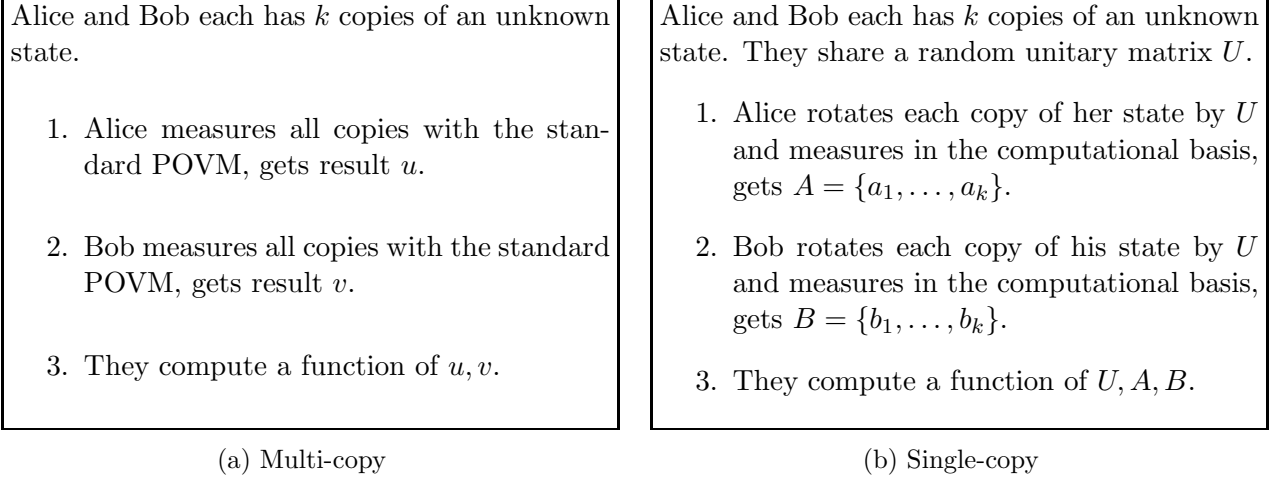 Alice and Bob each has k copies of an unknown
state.
1. Alice measures all copies with the stan-
dard POVM, gets result u.
2. Bob measures all copies with the standard
POVM, gets result v.
3. They compute a function of u, v.
(a) Multi-copy
Alice and Bob each has k copies of an unknown
state. They share a random unitary matrix U.
1. Alice rotates each copy of her state by U
and measures in the computational basis,
gets A = {a₁, . . . , aₖ}.
2. Bob rotates each copy of his state by U
and measures in the computational basis,
gets B = {b₁, . . . , bₖ}.
3. They compute a function of U, A, B.
(b) Single-copy